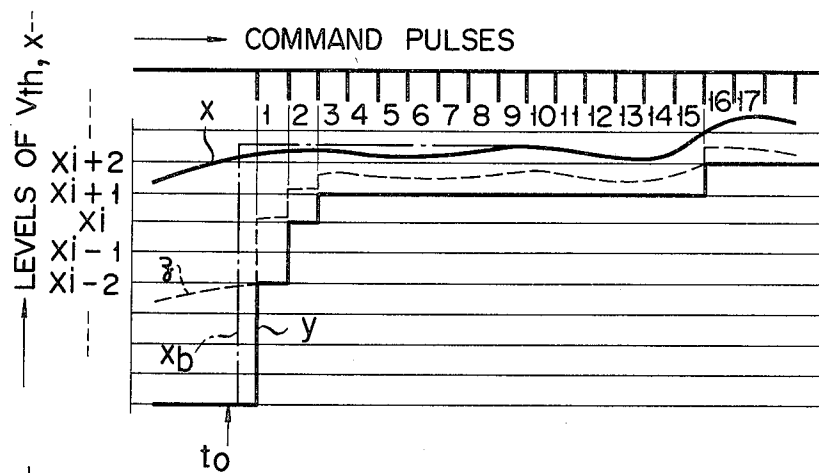 COMMAND PULSES
1 2 3 4 5 6 7 8 9 10 11 12 13 14 15 16 17
LEVELS OF Vth, x
x
Xi+2
Xi+1
Xi
Xi-1
Xi-2
z
xb
y
to